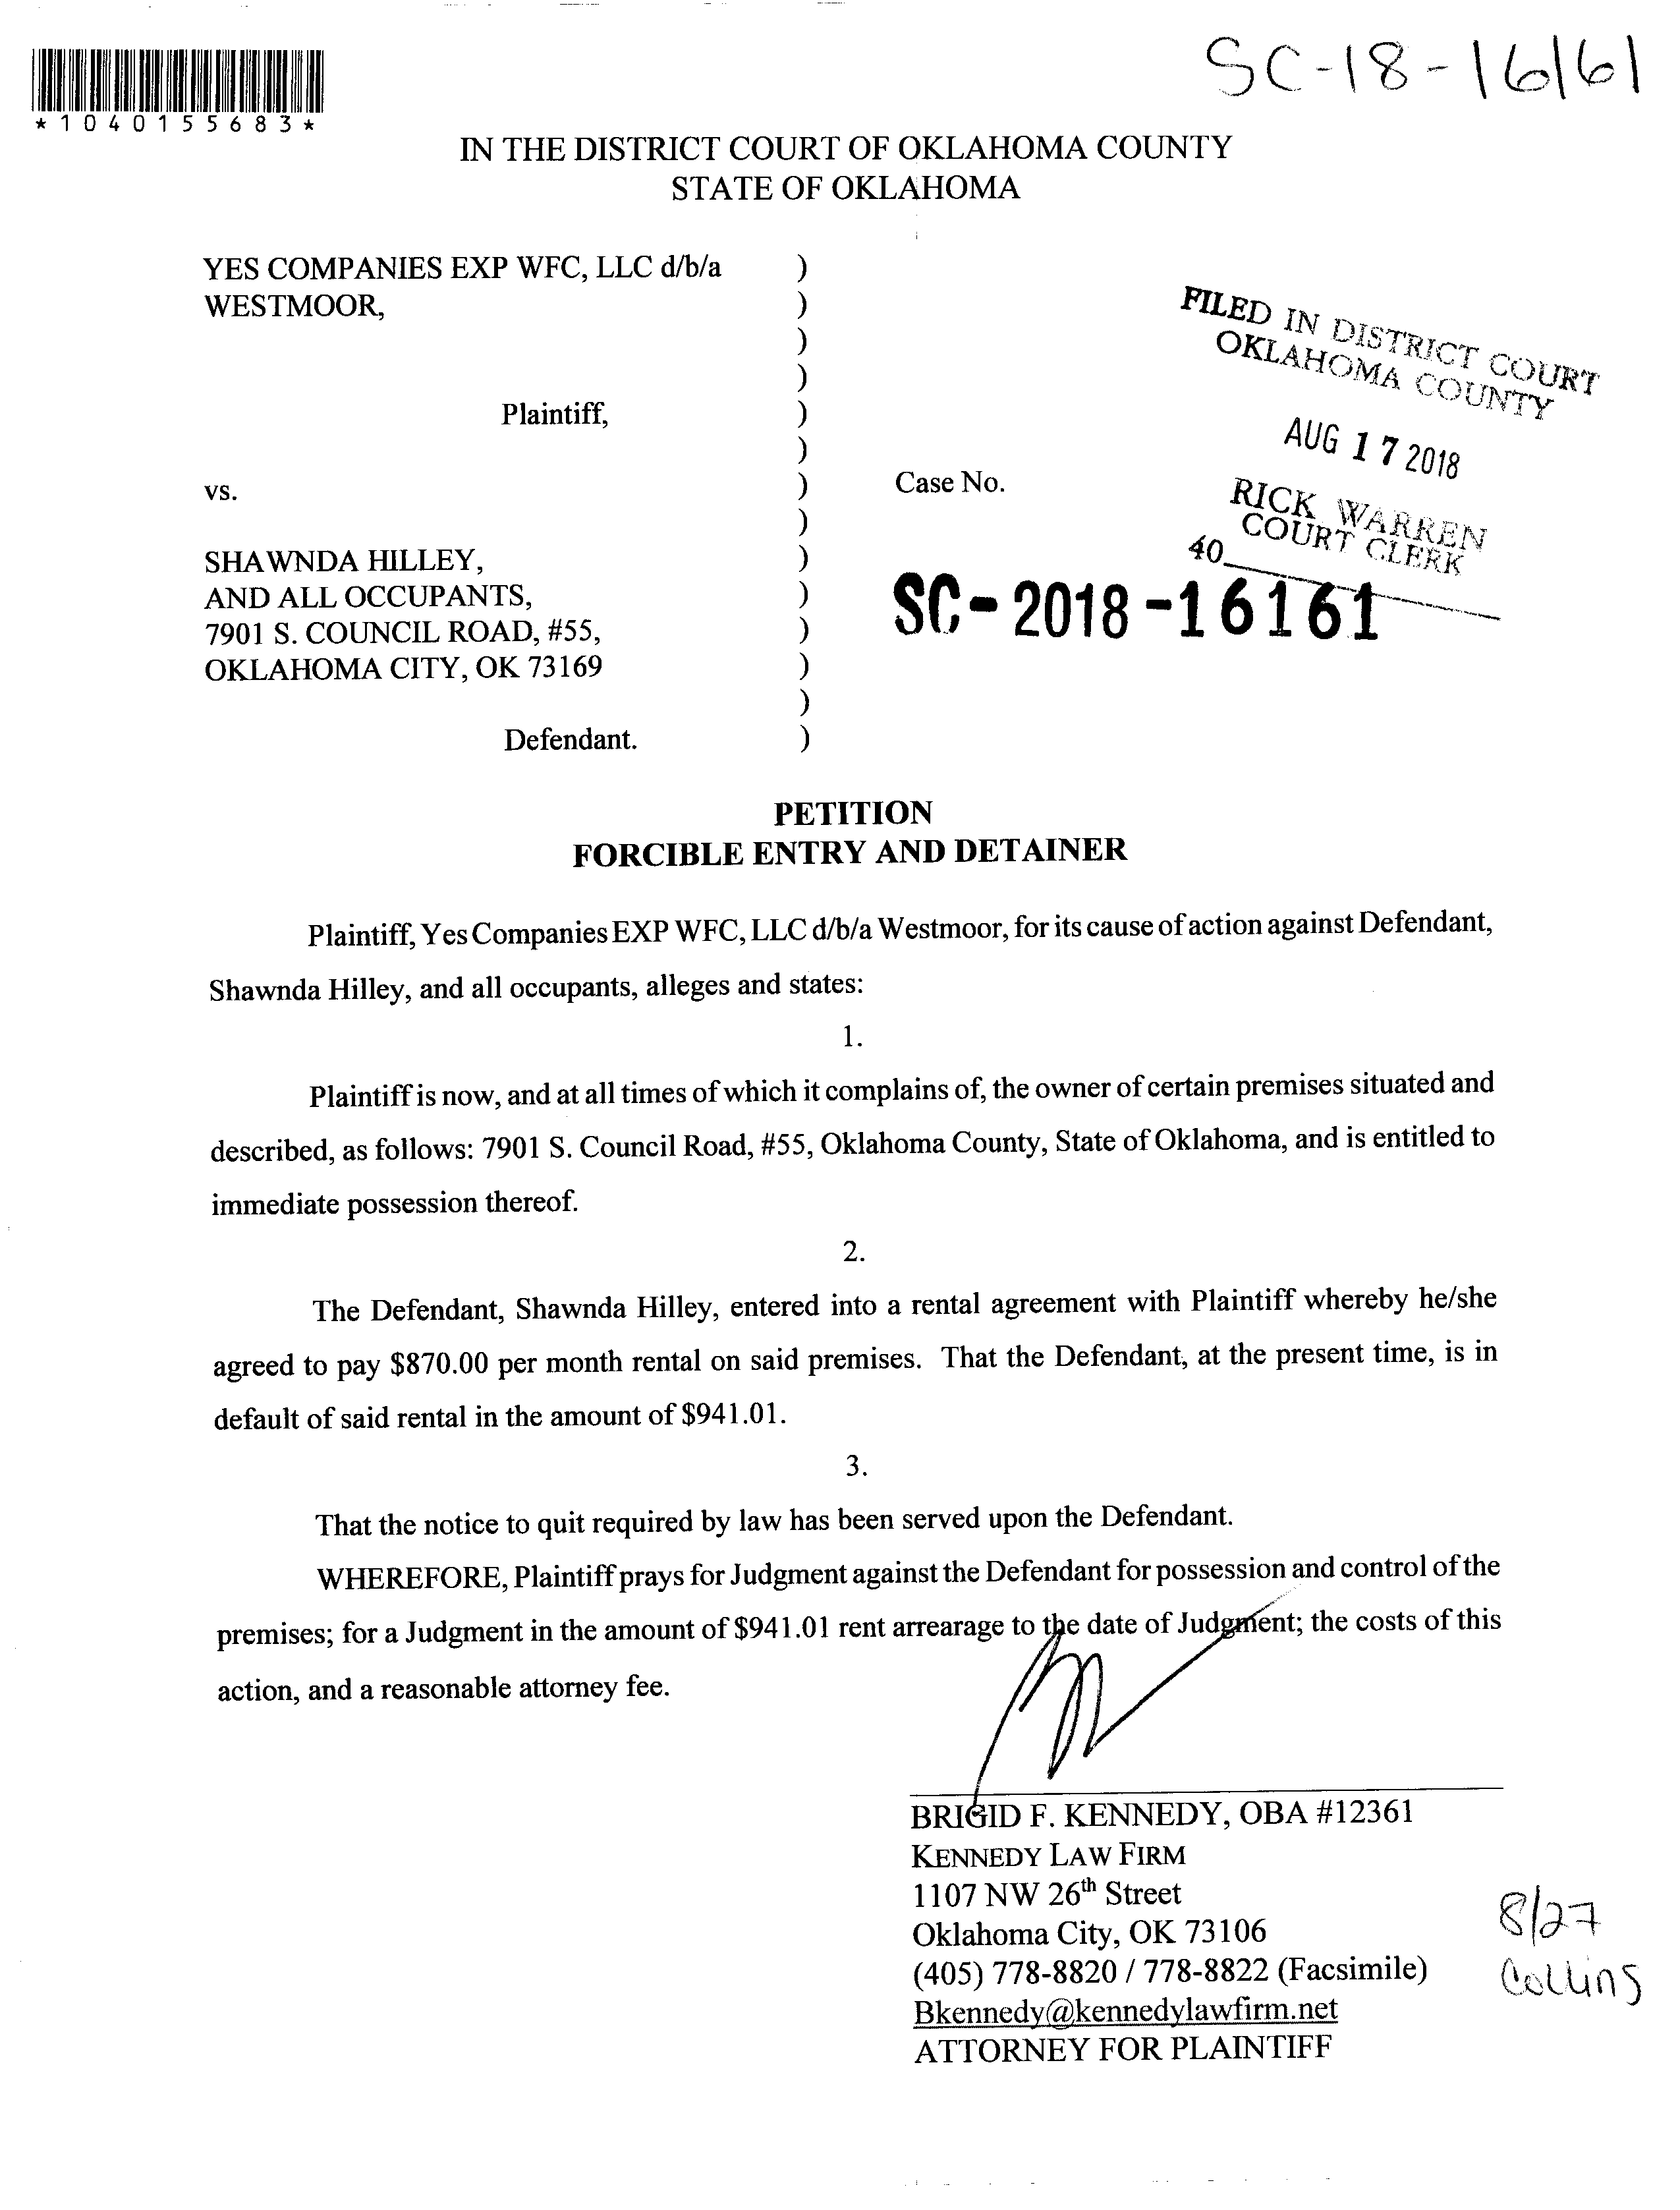 SC-18-16161
*1040155683*
IN THE DISTRICT COURT OF OKLAHOMA COUNTY
STATE OF OKLAHOMA
YES COMPANIES EXP WFC, LLC d/b/a )
WESTMOOR, )
)
)
Plaintiff, )
)
vs. ) Case No.
)
SHAWNDA HILLEY, )
AND ALL OCCUPANTS, )
7901 S. COUNCIL ROAD, #55, )
OKLAHOMA CITY, OK 73169 )
)
Defendant. )
FILED IN DISTRICT COURT
OKLAHOMA COUNTY
AUG 17 2018
RICK WARREN
COURT CLERK
40
SC-2018-16161
PETITION
FORCIBLE ENTRY AND DETAINER
Plaintiff, Yes Companies EXP WFC, LLC d/b/a Westmoor, for its cause of action against Defendant,
Shawnda Hilley, and all occupants, alleges and states:
1.
Plaintiff is now, and at all times of which it complains of, the owner of certain premises situated and
described, as follows: 7901 S. Council Road, #55, Oklahoma County, State of Oklahoma, and is entitled to
immediate possession thereof.
2.
The Defendant, Shawnda Hilley, entered into a rental agreement with Plaintiff whereby he/she
agreed to pay $870.00 per month rental on said premises. That the Defendant, at the present time, is in
default of said rental in the amount of $941.01.
3.
That the notice to quit required by law has been served upon the Defendant.
WHEREFORE, Plaintiff prays for Judgment against the Defendant for possession and control of the
premises; for a Judgment in the amount of $941.01 rent arrearage to the date of Judgment; the costs of this
action, and a reasonable attorney fee.
BRIGID F. KENNEDY, OBA #12361
KENNEDY LAW FIRM
1107 NW 26th Street
Oklahoma City, OK 73106
(405) 778-8820 / 778-8822 (Facsimile)
Bkennedy@kennedylawfirm.net
ATTORNEY FOR PLAINTIFF
8/27
Collins